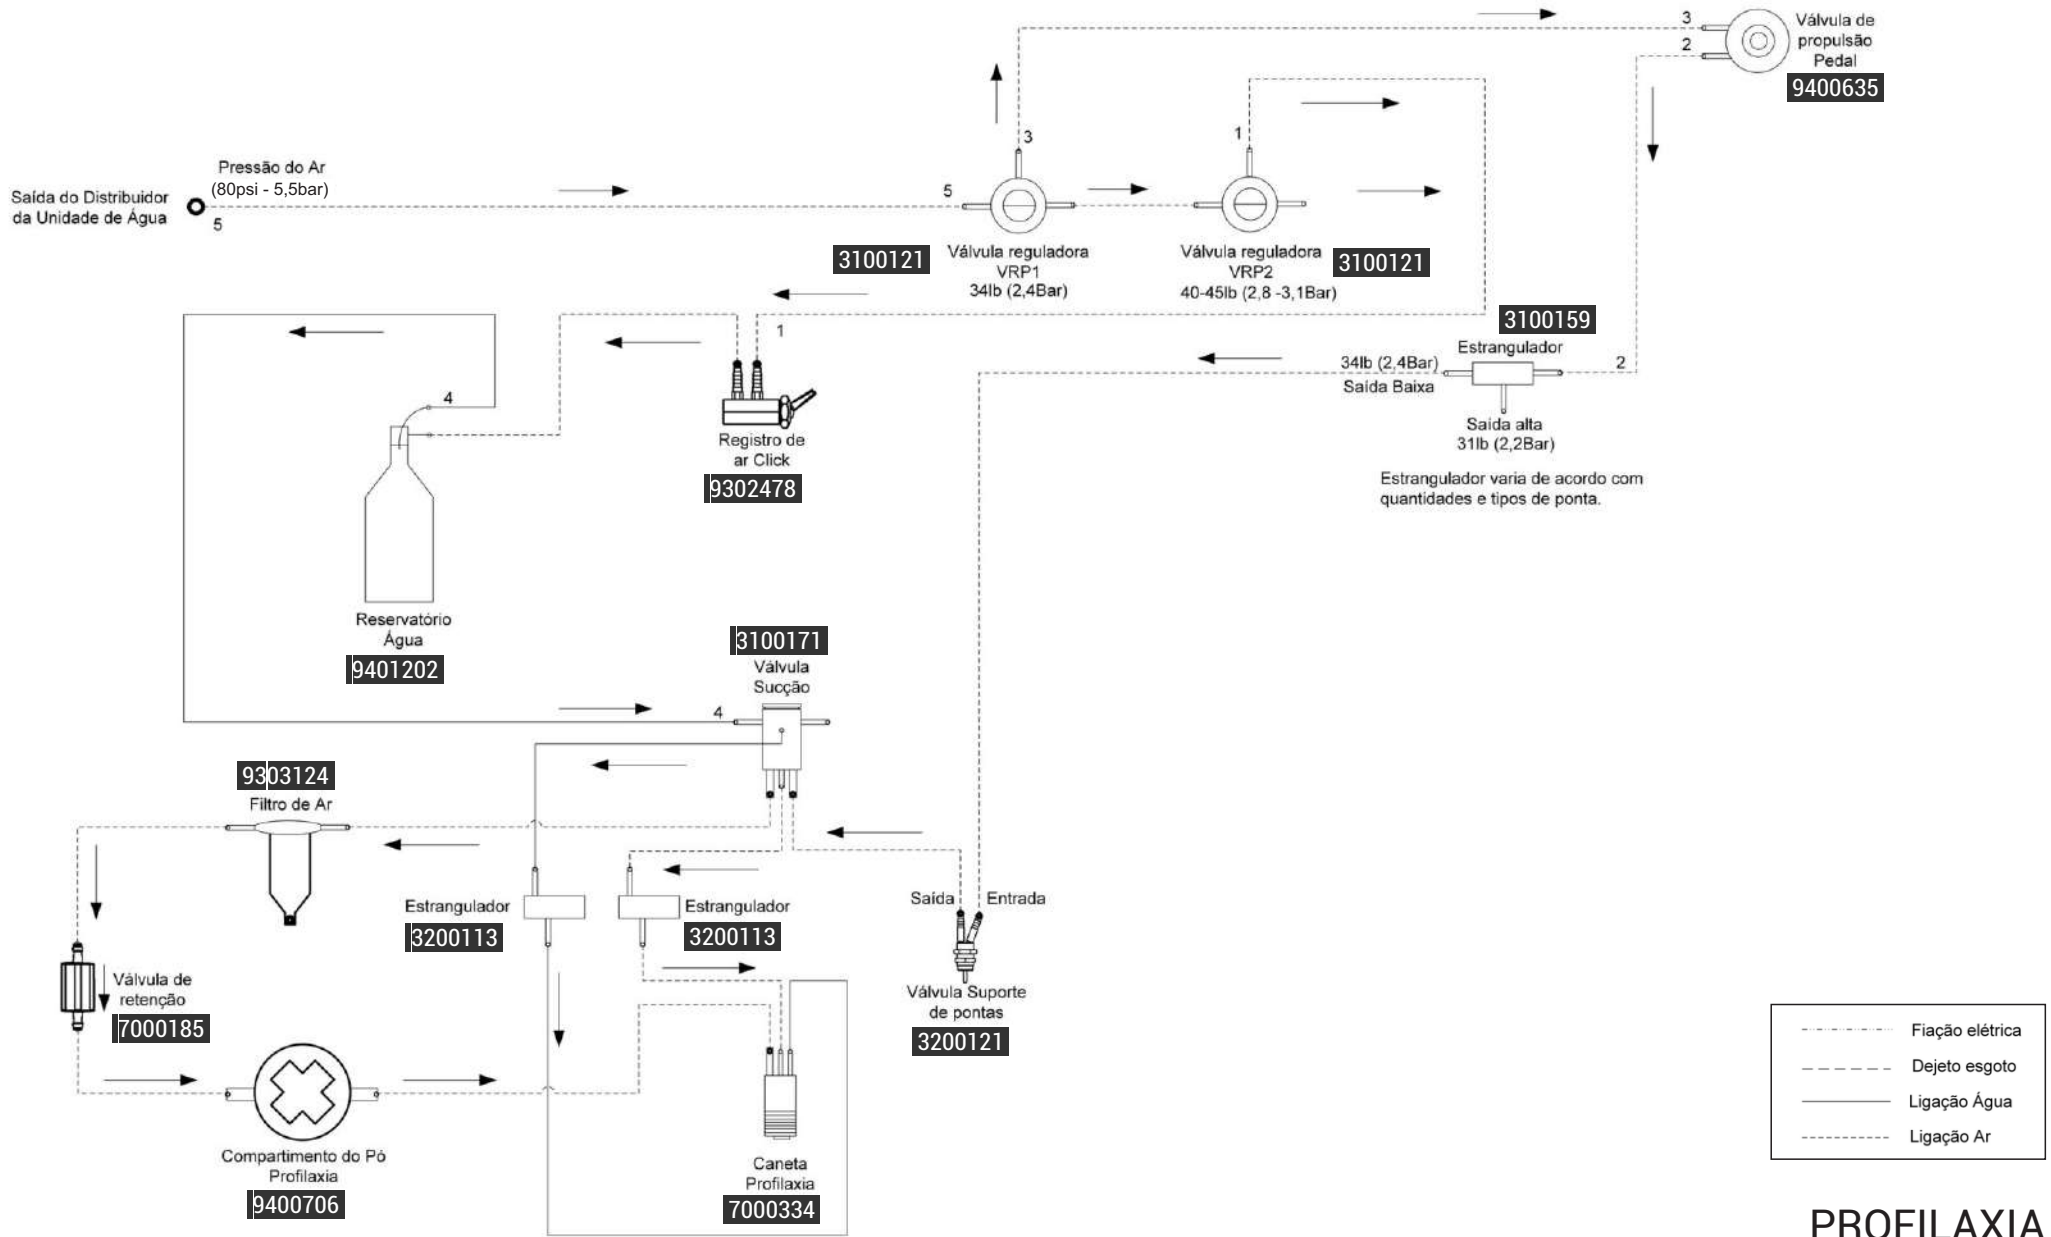 3
2
Válvula de
propulsão
Pedal
9400635
3
1
Pressão do Ar
(80psi - 5,5bar)
Saída do Distribuidor
da Unidade de Água
5
5
3100121
Válvula reguladora
VRP1
34lb (2,4Bar)
Válvula reguladora
VRP2
40-45lb (2,8 -3,1Bar)
3100121
1
3100159
Estrangulador
34lb (2,4Bar)
Saída Baixa
2
Saída alta
31lb (2,2Bar)
Estrangulador varia de acordo com
quantidades e tipos de ponta.
4
Registro de
ar Click
9302478
Reservatório
Água
9401202
3100171
Válvula
Sucção
4
9303124
Filtro de Ar
Estrangulador
3200113
Estrangulador
3200113
Saída
Entrada
Válvula Suporte
de pontas
3200121
Válvula de
retenção
7000185
Compartimento do Pó
Profilaxia
9400706
Caneta
Profilaxia
7000334
Fiação elétrica
Dejeto esgoto
Ligação Água
Ligação Ar
PROFILAXIA